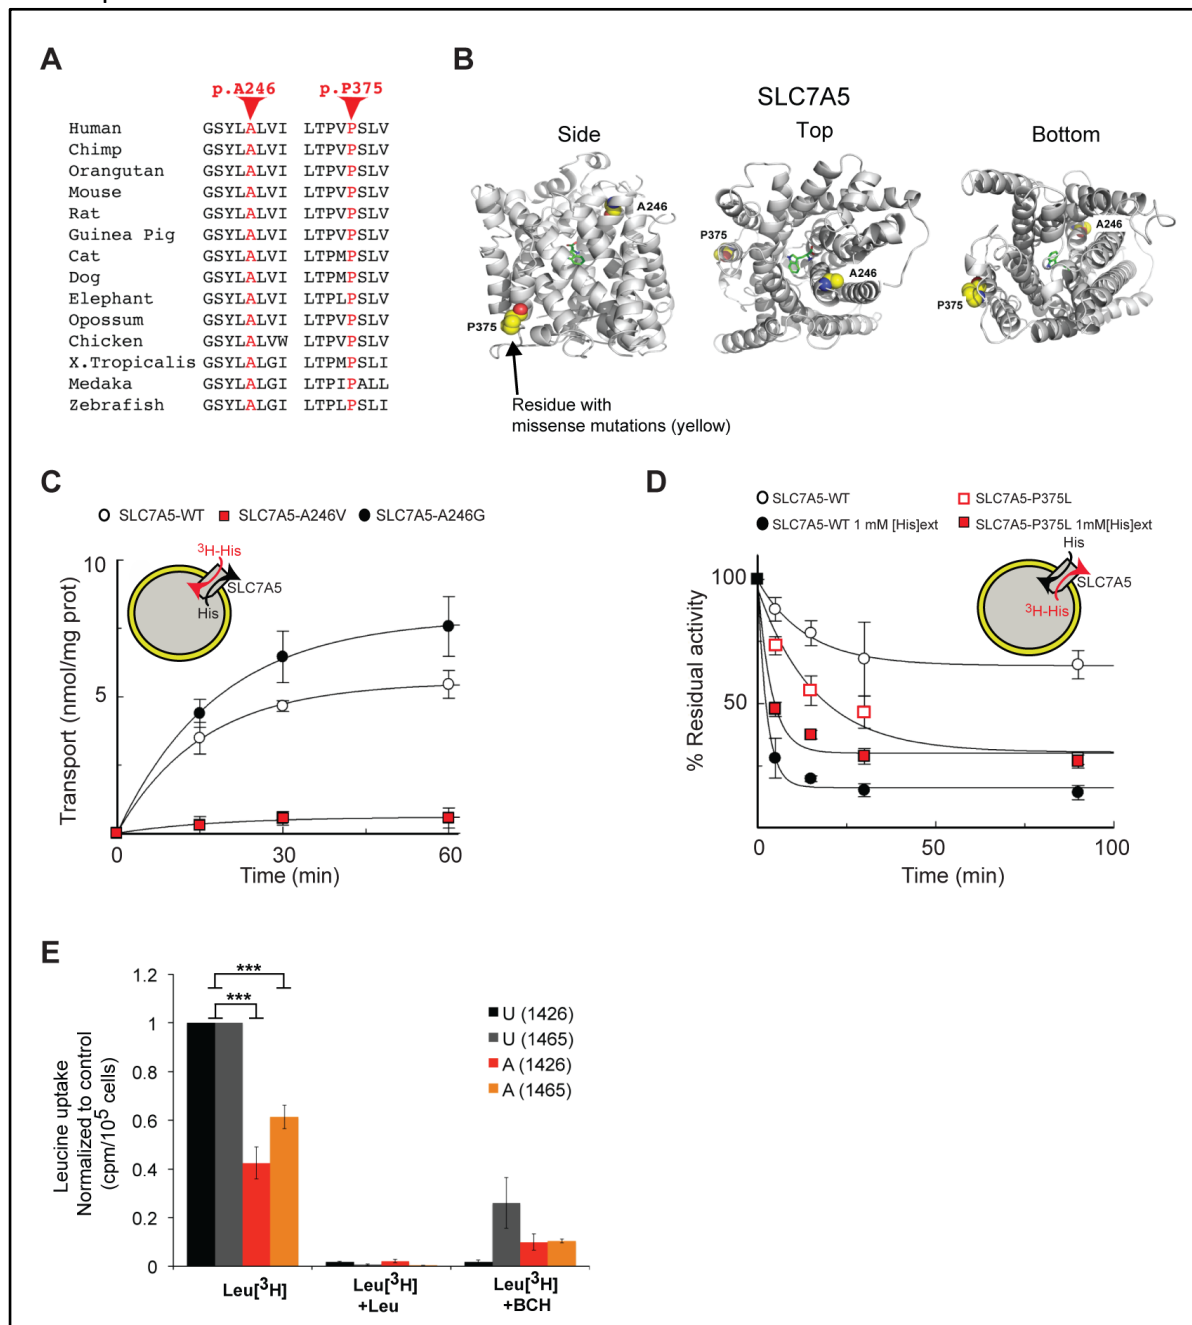 A
p.A246 p.P375
Human GSYLALVI LTPVPSLV
Chimp GSYLALVI LTPVPSLV
Orangutan GSYLALVI LTPVPSLV
Mouse GSYLALVI LTPVPSLV
Rat GSYLALVI LTPVPSLV
Guinea Pig GSYLALVI LTPVPSLV
Cat GSYLALVI LTPMPSLV
Dog GSYLALVI LTPMPSLV
Elephant GSYLALVI LTPLPSLV
Opossum GSYLALVI LTPVPSLV
Chicken GSYLALVW LTPVPSLV
X.Tropicalis GSYLALGI LTPMPSLI
Medaka GSYLALGI LTPIPALL
Zebrafish GSYLALGI LTPLPSLI
B
SLC7A5
Side Top Bottom
A246
P375
P375
A246
A246
P375
Residue with
missense mutations (yellow)
C
SLC7A5-WT SLC7A5-A246V SLC7A5-A246G
³H-His
SLC7A5
His
Transport (nmol/mg prot)
10
5
0 30 60
Time (min)
D
SLC7A5-WT SLC7A5-P375L
SLC7A5-WT 1 mM [His]ext SLC7A5-P375L 1mM[His]ext
His
SLC7A5
³H-His
% Residual activity
100
50
0 50 100
Time (min)
E
Leucine uptake
Normalized to control
(cpm/10⁵ cells)
1.2
1
0.8
0.6
0.4
0.2
0
***
***
U (1426)
U (1465)
A (1426)
A (1465)
Leu[³H] Leu[³H] Leu[³H]
+Leu +BCH